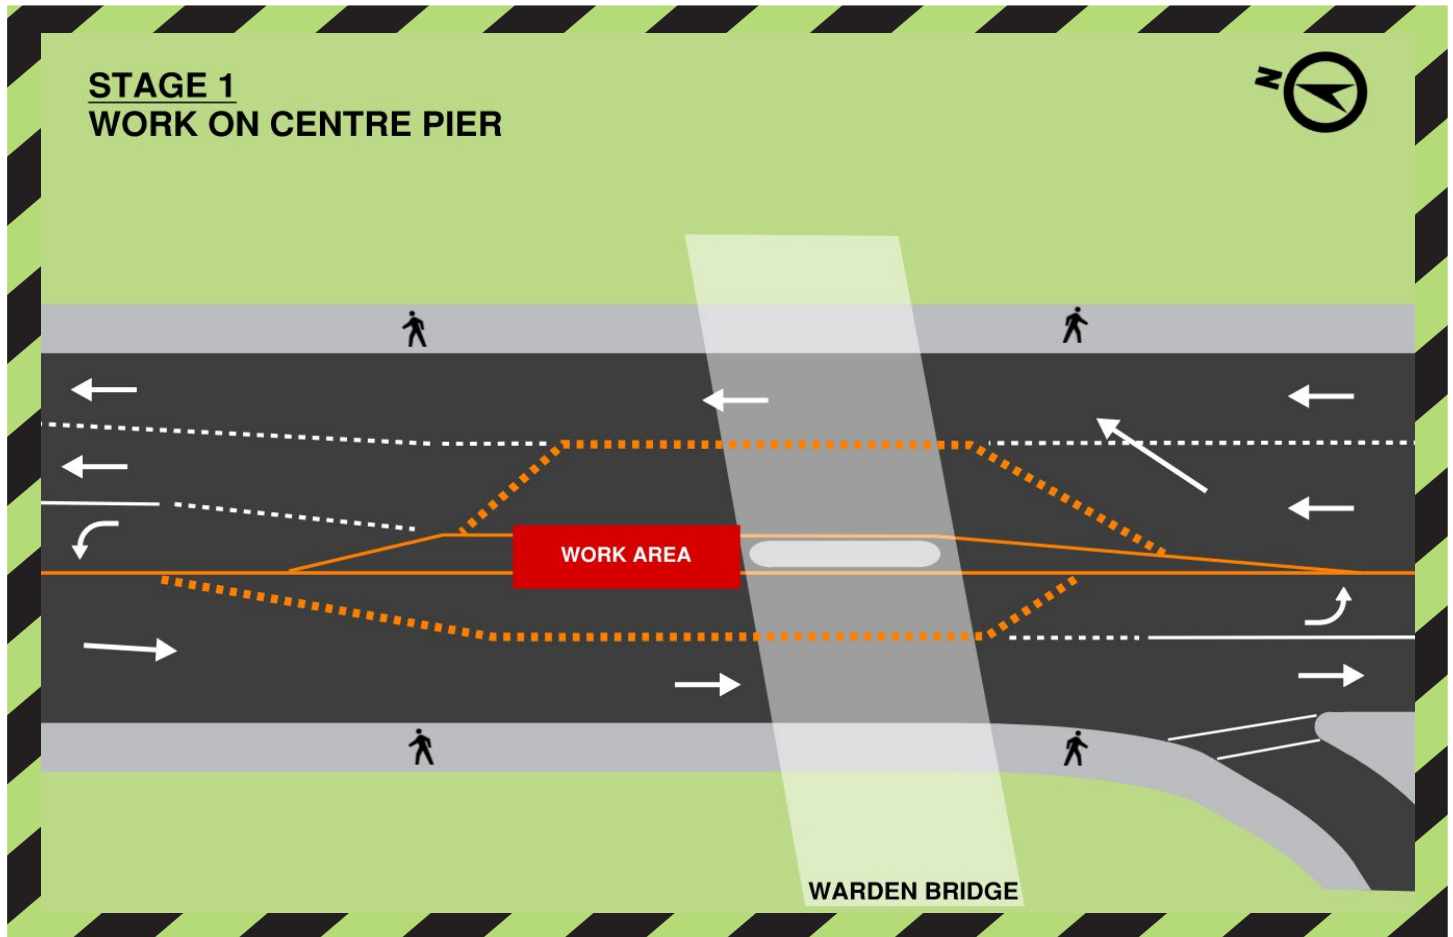 STAGE 1
WORK ON CENTRE PIER
N
WORK AREA
WARDEN BRIDGE